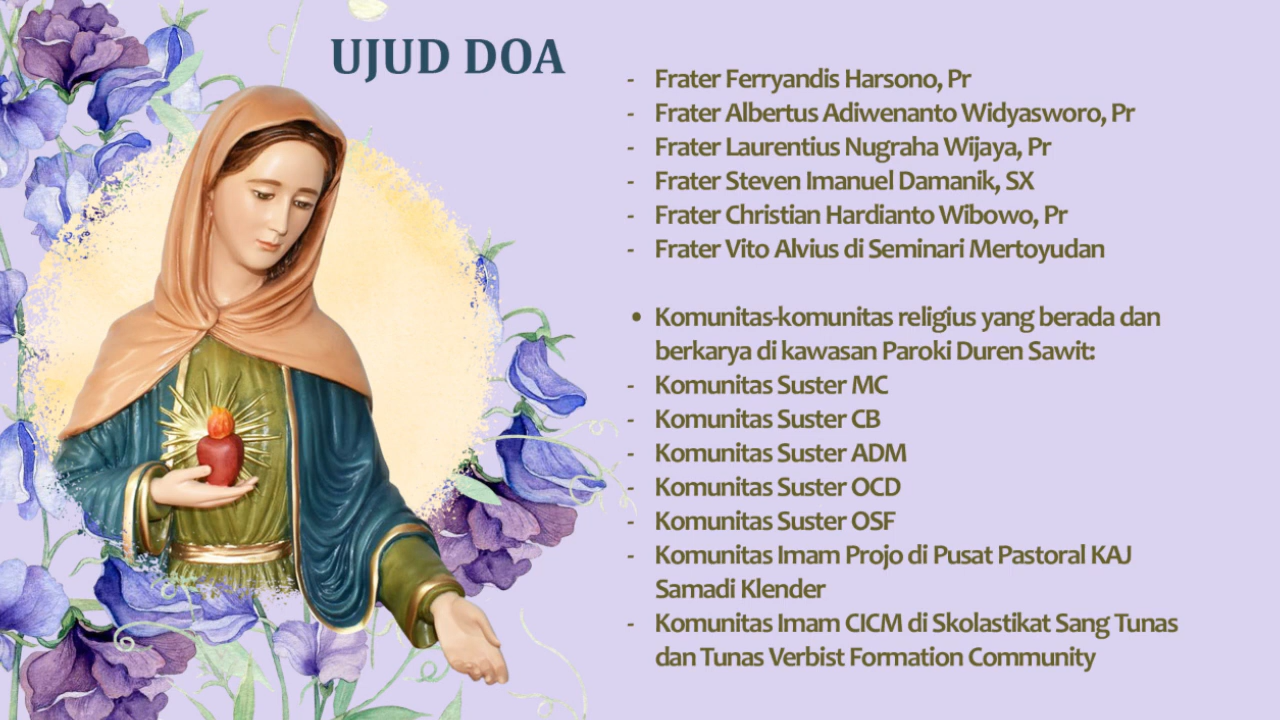 UJUD DOA
- Frater Ferryandis Harsono, Pr
- Frater Albertus Adiwenanto Widyasworo, Pr
- Frater Laurentius Nugraha Wijaya, Pr
- Frater Steven Imanuel Damanik, SX
- Frater Christian Hardianto Wibowo, Pr
- Frater Vito Alvius di Seminari Mertoyudan
• Komunitas-komunitas religius yang berada dan
berkarya di kawasan Paroki Duren Sawit:
- Komunitas Suster MC
- Komunitas Suster CB
- Komunitas Suster ADM
- Komunitas Suster OCD
- Komunitas Suster OSF
- Komunitas Imam Projo di Pusat Pastoral KAJ
Samadi Klender
- Komunitas Imam CICM di Skolastikat Sang Tunas
dan Tunas Verbist Formation Community